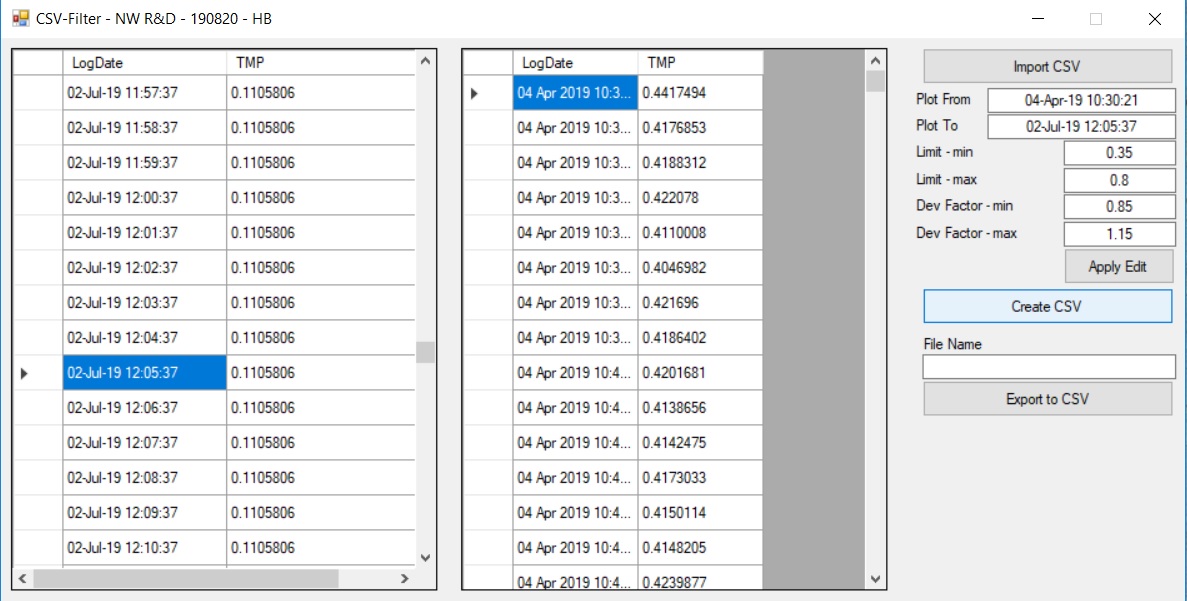 CSV-Filter - NW R&D - 190820 - HB
LogDate TMP
02-Jul-19 11:57:37 0.1105806
02-Jul-19 11:58:37 0.1105806
02-Jul-19 11:59:37 0.1105806
02-Jul-19 12:00:37 0.1105806
02-Jul-19 12:01:37 0.1105806
02-Jul-19 12:02:37 0.1105806
02-Jul-19 12:03:37 0.1105806
02-Jul-19 12:04:37 0.1105806
02-Jul-19 12:05:37 0.1105806
02-Jul-19 12:06:37 0.1105806
02-Jul-19 12:07:37 0.1105806
02-Jul-19 12:08:37 0.1105806
02-Jul-19 12:09:37 0.1105806
02-Jul-19 12:10:37 0.1105806
LogDate TMP
04 Apr 2019 10:3... 0.4417494
04 Apr 2019 10:3... 0.4176853
04 Apr 2019 10:3... 0.4188312
04 Apr 2019 10:3... 0.422078
04 Apr 2019 10:3... 0.4110008
04 Apr 2019 10:3... 0.4046982
04 Apr 2019 10:3... 0.421696
04 Apr 2019 10:3... 0.4186402
04 Apr 2019 10:4... 0.4201681
04 Apr 2019 10:4... 0.4138656
04 Apr 2019 10:4... 0.4142475
04 Apr 2019 10:4... 0.4173033
04 Apr 2019 10:4... 0.4150114
04 Apr 2019 10:4... 0.4148205
04 Apr 2019 10:4... 0.4239877
Import CSV
Plot From 04-Apr-19 10:30:21
Plot To 02-Jul-19 12:05:37
Limit - min 0.35
Limit - max 0.8
Dev Factor - min 0.85
Dev Factor - max 1.15
Apply Edit
Create CSV
File Name
Export to CSV